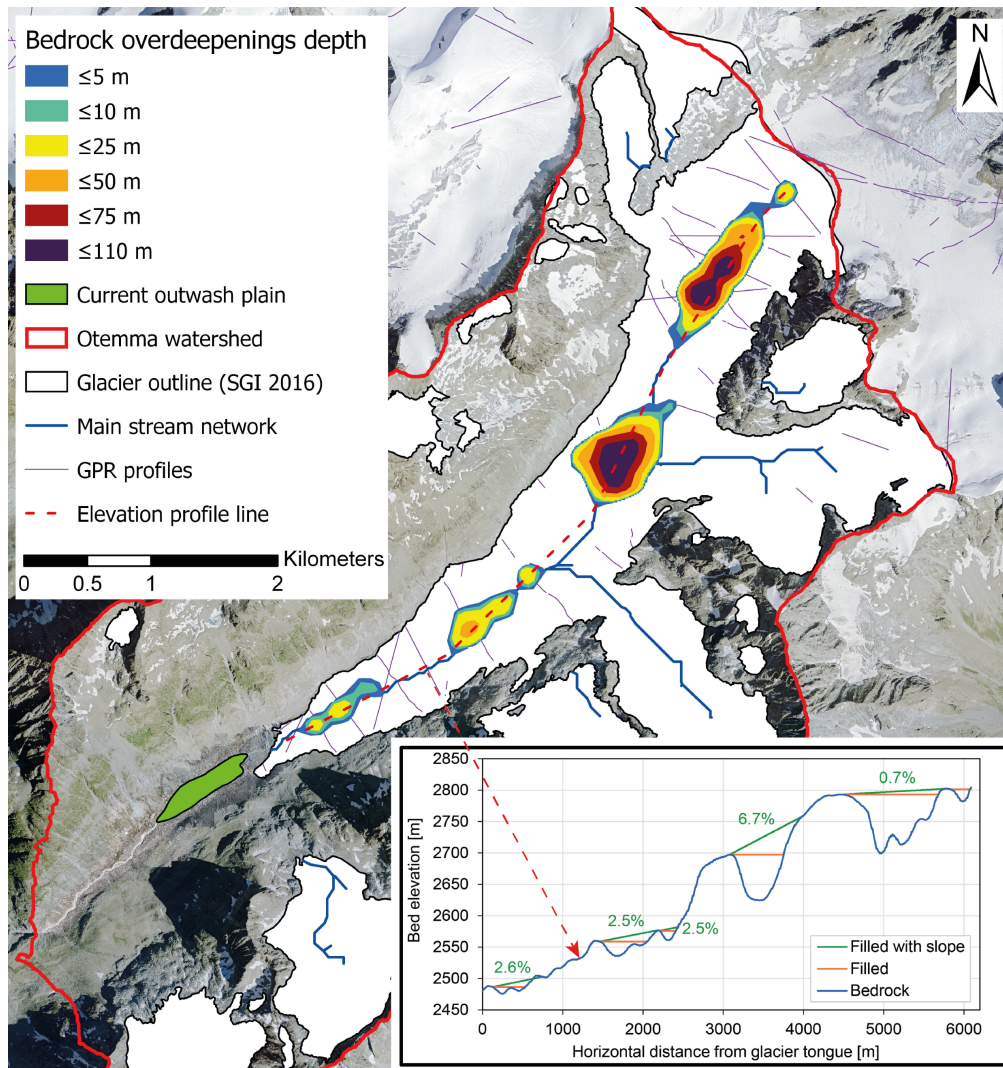 Bedrock overdeepenings depth
≤5 m
≤10 m
≤25 m
≤50 m
≤75 m
≤110 m
Current outwash plain
Otemma watershed
Glacier outline (SGI 2016)
Main stream network
GPR profiles
Elevation profile line
Kilometers
0 0.5 1 2
N
2850
2800
2750
2700
2650
2600
2550
2500
2450
Bed elevation [m]
0.7%
6.7%
2.5%
2.5%
2.6%
Filled with slope
Filled
Bedrock
0 1000 2000 3000 4000 5000 6000
Horizontal distance from glacier tongue [m]